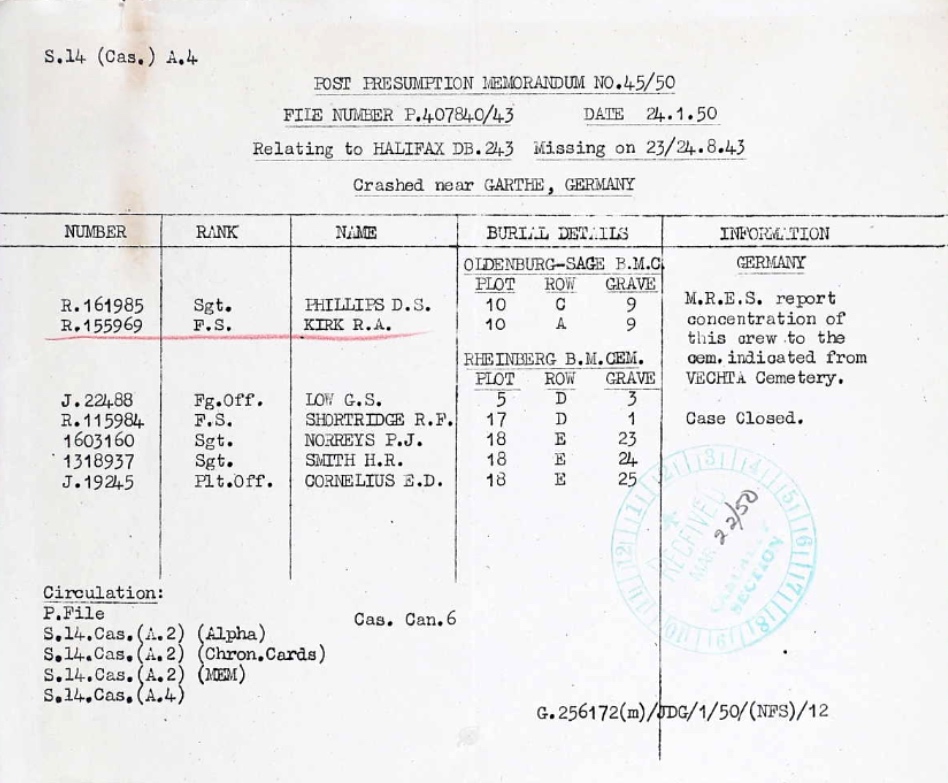 S.14 (Cas.) A.4
POST PRESUMPTION MEMORANDUM NO.45/50
FILE NUMBER P.407840/43 DATE 24.1.50
Relating to HALIFAX DB.243 Missing on 23/24.8.43
Crashed near GARTHE, GERMANY
NUMBER RANK NAME BURIAL DETAILS INFORMATION
OLDENBURG-SAGE B.M.C. GERMANY
PLOT ROW GRAVE
R.161985 Sgt. PHILLIPS D.S. 10 C 9 M.R.E.S. report
R.155969 F.S. KIRK R.A. 10 A 9 concentration of
this crew to the
RHEINBERG B.M.CEM. cem. indicated from
PLOT ROW GRAVE VECHTA Cemetery.
J.22488 Fg.Off. LOW G.S. 5 D 3
R.115984 F.S. SHORTRIDGE R.F. 17 D 1 Case Closed.
1603160 Sgt. NORREYS P.J. 18 E 23
1318937 Sgt. SMITH H.R. 18 E 24
J.19245 Plt.Off. CORNELIUS E.D. 18 E 25
RECEIVED
MAR 22/50
SECTION
Circulation:
P.File Cas. Can.6
S.14.Cas.(A.2) (Alpha)
S.14.Cas.(A.2) (Chron.Cards)
S.14.Cas.(A.2) (MEM)
S.14.Cas.(A.4)
G.256172(m)/JDG/1/50/(NFS)/12